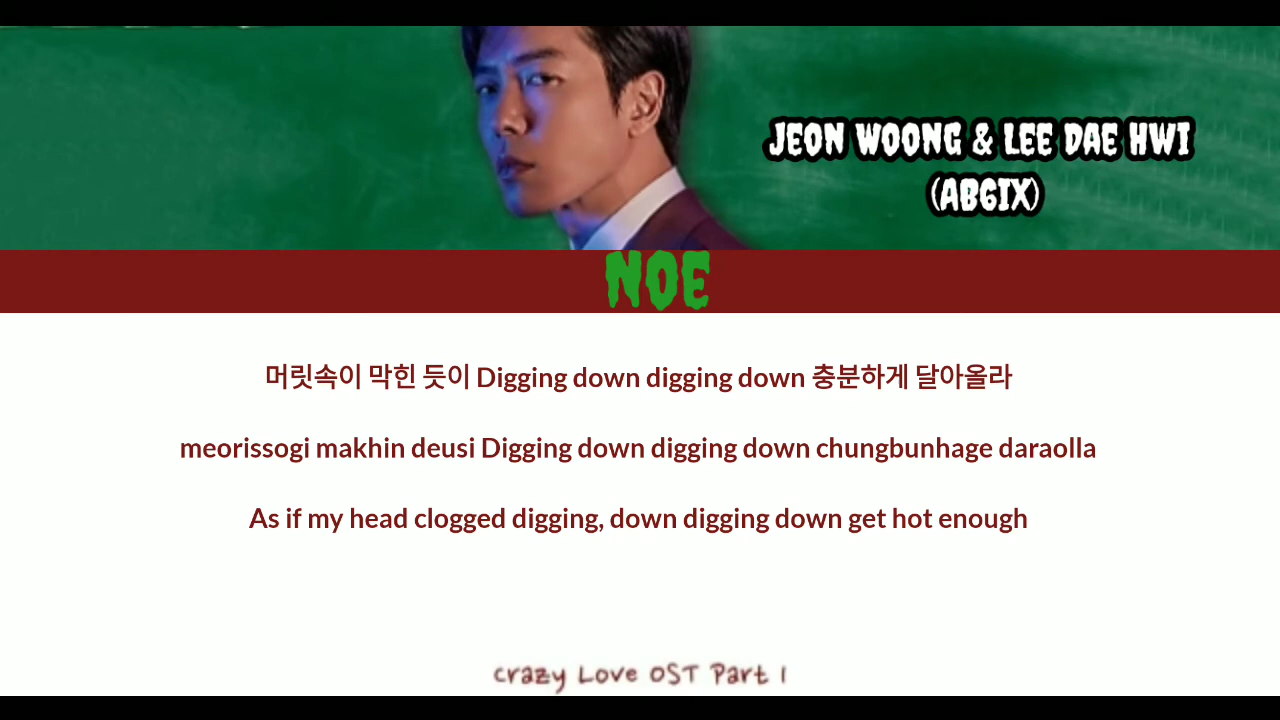 JEON WOONG & LEE DAE HWI
(AB6IX)
NOE
머릿속이 막힌 듯이 Digging down digging down 충분하게 달아올라
meorissogi makhin deusi Digging down digging down chungbunhage daraolla
As if my head clogged digging, down digging down get hot enough
Crazy Love OST Part 1